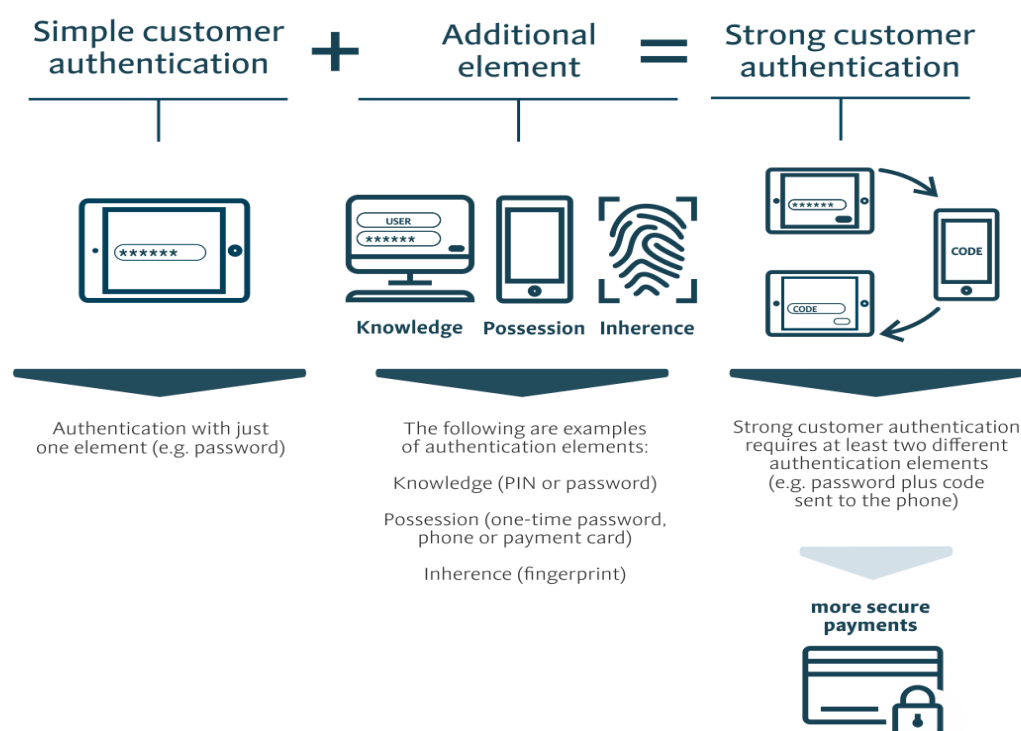 Simple customer
authentication
+
Additional
element
=
Strong customer
authentication
******
USER
******
Knowledge
Possession
Inherence
******
CODE
CODE
Authentication with just
one element (e.g. password)
The following are examples
of authentication elements:
Knowledge (PIN or password)
Possession (one-time password,
phone or payment card)
Inherence (fingerprint)
Strong customer authentication
requires at least two different
authentication elements
(e.g. password plus code
sent to the phone)
more secure
payments